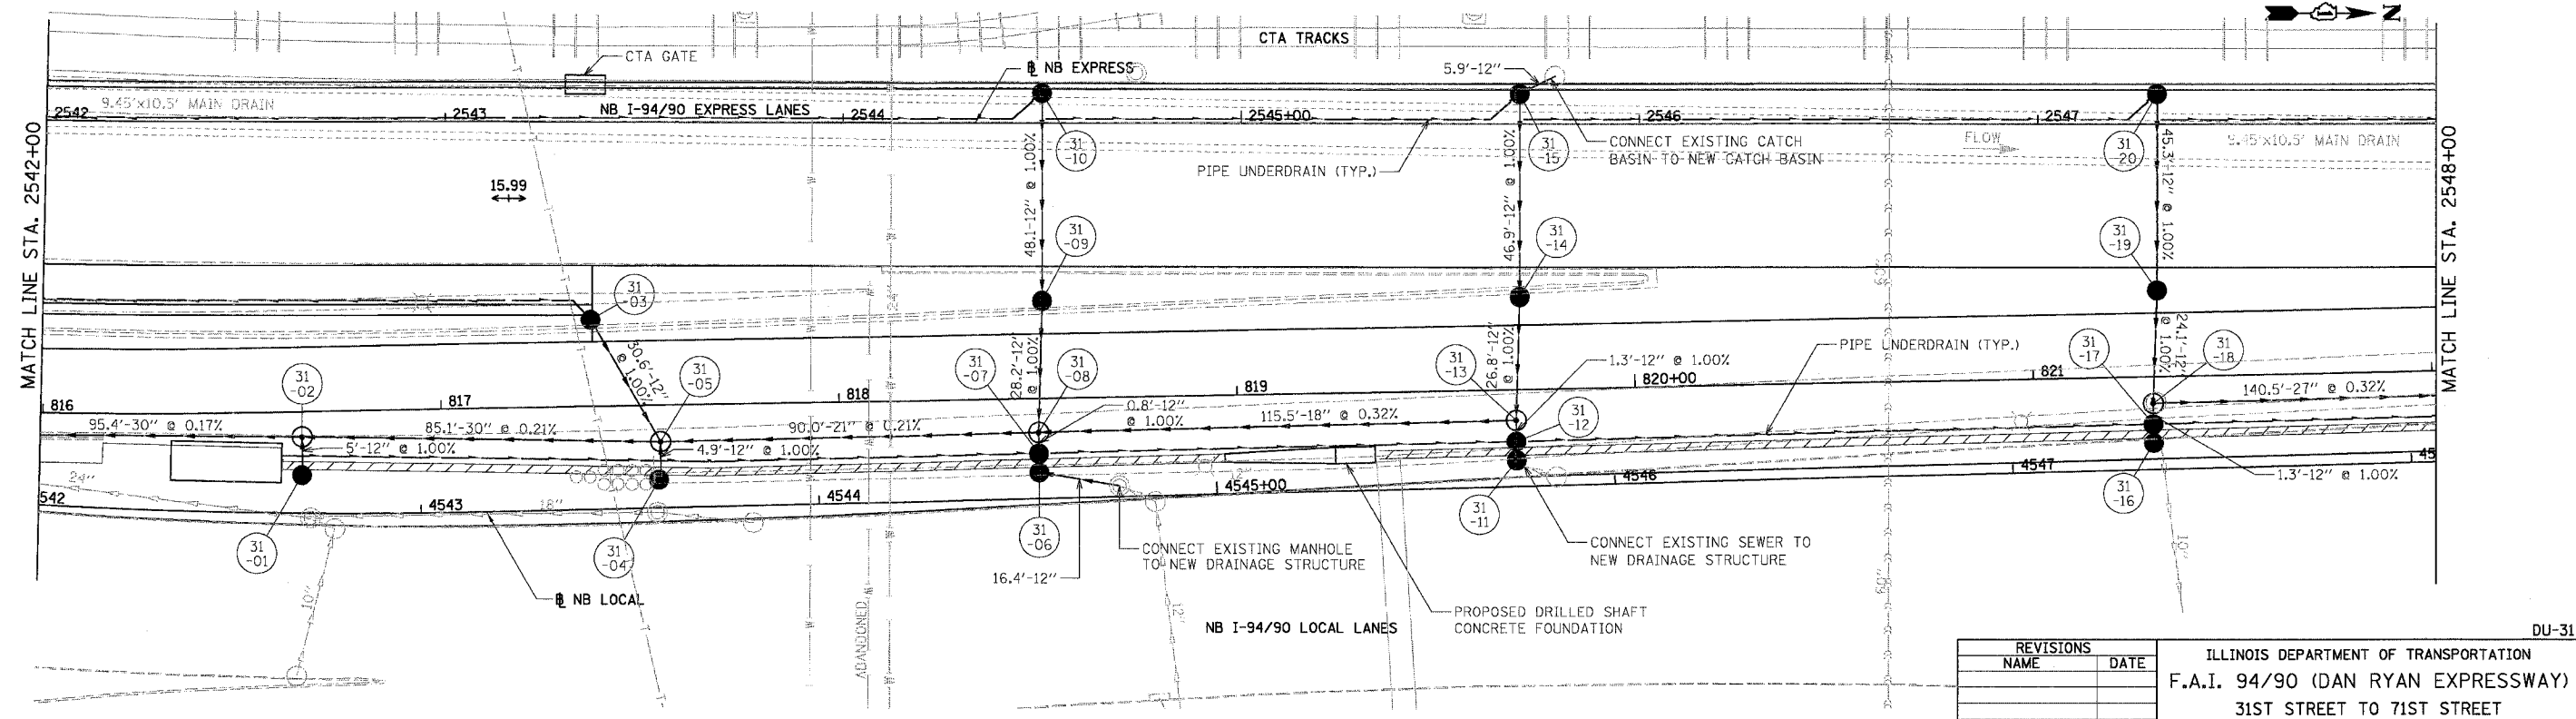 N
CTA TRACKS
CTA GATE
℄ NB EXPRESS
5.9'-12"
9.45'x10.5' MAIN DRAIN
NB I-94/90 EXPRESS LANES
2542
2543
2544
2545+00
2546
2547
FLOW
9.45'x10.5' MAIN DRAIN
CONNECT EXISTING CATCH
BASIN TO NEW CATCH BASIN
PIPE UNDERDRAIN (TYP.)
31
-10
31
-15
31
-20
15.99
48.1-12" @ 1.00%
46.9'-12" @ 1.00%
45.3'-12" @ 1.00%
MATCH LINE STA. 2542+00
MATCH LINE STA. 2548+00
31
-09
31
-14
31
-19
31
-03
30.6'-12"
@ 1.00%
28.2'-12"
@ 1.00%
26.8'-12"
@ 1.00%
24.1'-12"
@ 1.00%
31
-02
31
-05
31
-07
31
-08
31
-13
1.3'-12" @ 1.00%
PIPE UNDERDRAIN (TYP.)
31
-17
31
-18
816
817
818
819
820+00
821
95.4'-30" @ 0.17%
85.1'-30" @ 0.21%
90.0'-21" @ 0.21%
0.8'-12"
@ 1.00%
115.5'-18" @ 0.32%
31
-12
140.5'-27" @ 0.32%
5'-12" @ 1.00%
4.9'-12" @ 1.00%
24"
18"
12"
542
4543
4544
4545+00
4546
4547
45
1.3'-12" @ 1.00%
31
-01
31
-04
31
-06
31
-11
31
-16
CONNECT EXISTING MANHOLE
TO NEW DRAINAGE STRUCTURE
16.4'-12"
CONNECT EXISTING SEWER TO
NEW DRAINAGE STRUCTURE
10"
℄ NB LOCAL
ABANDONED
12"
10"
60"
60"
NB I-94/90 LOCAL LANES
PROPOSED DRILLED SHAFT
CONCRETE FOUNDATION
DU-31
REVISIONS
NAME DATE
ILLINOIS DEPARTMENT OF TRANSPORTATION
F.A.I. 94/90 (DAN RYAN EXPRESSWAY)
31ST STREET TO 71ST STREET